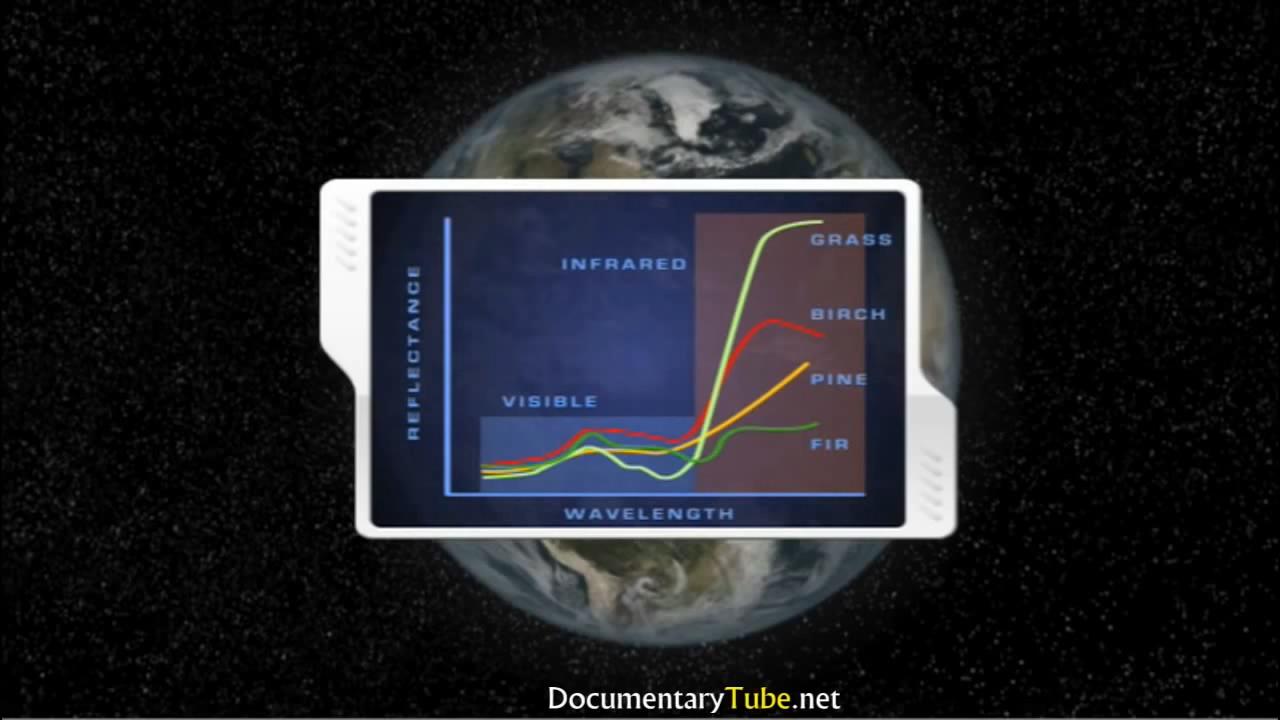 GRASS
INFRARED
BIRCH
REFLECTANCE
PINE
VISIBLE
FIR
WAVELENGTH
DocumentaryTube.net